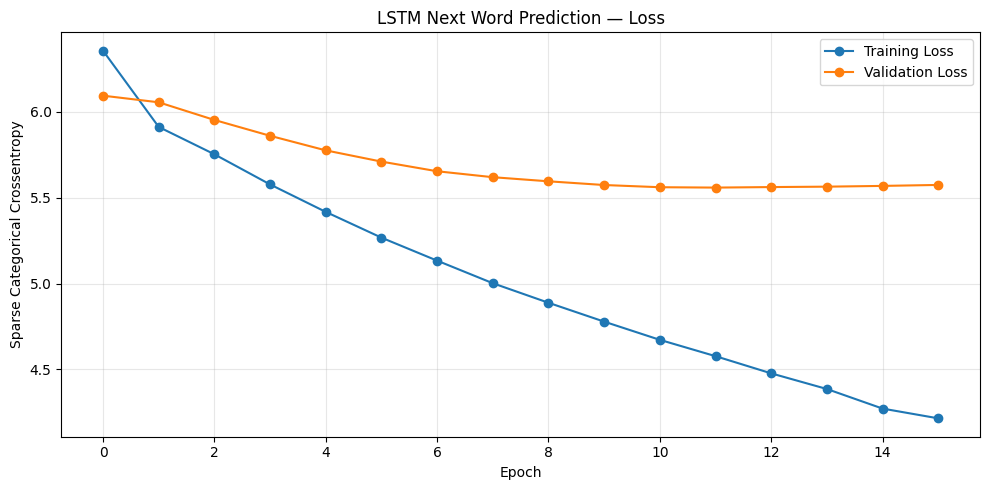 LSTM Next Word Prediction — Loss
Training Loss
Validation Loss
6.0
5.5
5.0
4.5
Sparse Categorical Crossentropy
0 2 4 6 8 10 12 14
Epoch